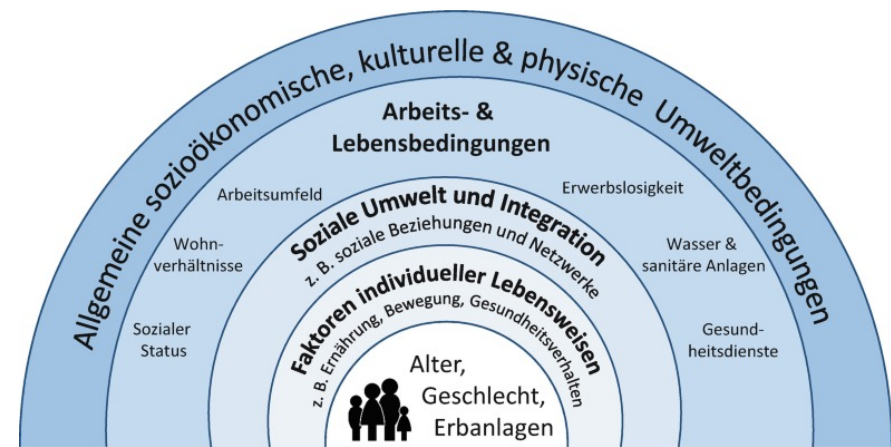 Allgemeine sozioökonomische, kulturelle & physische Umweltbedingungen
Arbeits- &
Lebensbedingungen
Arbeitsumfeld
Erwerbslosigkeit
Wohn-
verhältnisse
Wasser &
sanitäre Anlagen
Sozialer
Status
Gesund-
heitsdienste
Soziale Umwelt und Integration
z. B. soziale Beziehungen und Netzwerke
Faktoren individueller Lebensweisen
z. B. Ernährung, Bewegung, Gesundheitsverhalten
Alter,
Geschlecht,
Erbanlagen